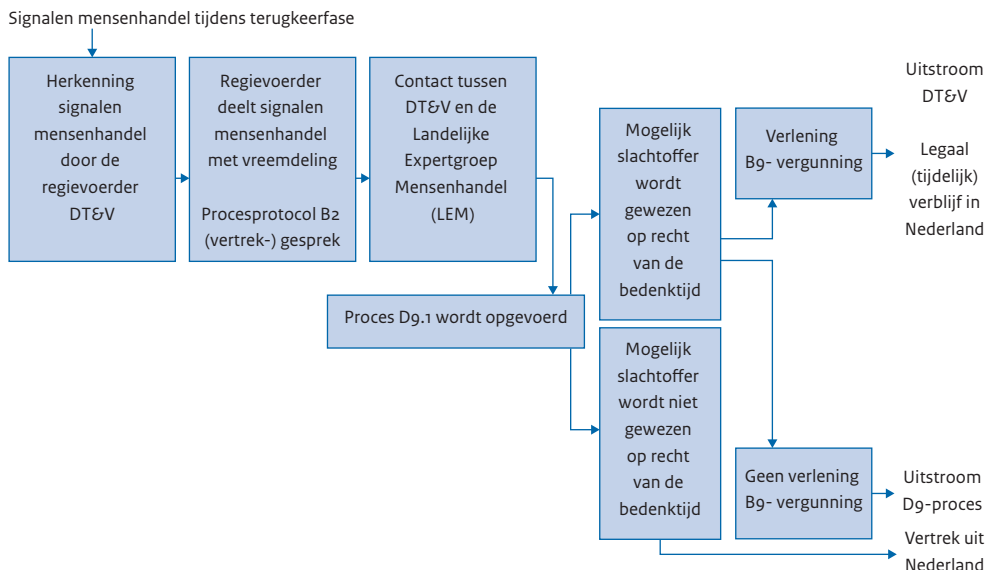 Signalen mensenhandel tijdens terugkeerfase
Herkenning
signalen
mensenhandel
door de
regievoerder
DT&V
Regievoerder
deelt signalen
mensenhandel
met vreemdeling
Procesprotocol B2
(vertrek-) gesprek
Contact tussen
DT&V en de
Landelijke
Expertgroep
Mensenhandel
(LEM)
Proces D9.1 wordt opgevoerd
Mogelijk
slachtoffer
wordt
gewezen
op recht
van de
bedenktijd
Mogelijk
slachtoffer
wordt niet
gewezen
op recht
van de
bedenktijd
Verlening
B9- vergunning
Geen verlening
B9- vergunning
Uitstroom
DT&V
Legaal
(tijdelijk)
verblijf in
Nederland
Uitstroom
D9-proces
Vertrek uit
Nederland